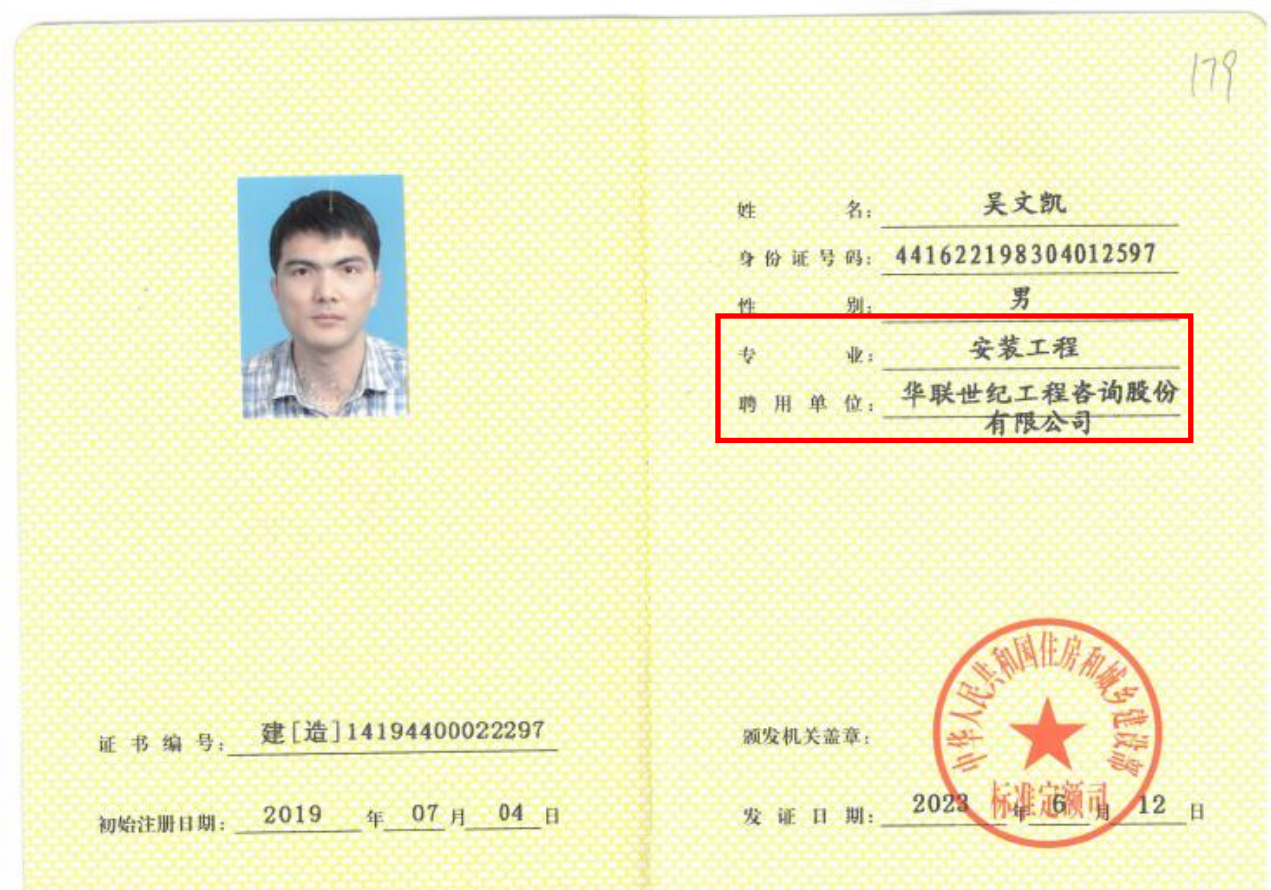 179
姓 名: 吴文凯
身份证号码: 441622198304012597
性 别: 男
专 业: 安装工程
聘用单位: 华联世纪工程咨询股份
有限公司
证书编号: 建[造]14194400022297
初始注册日期: 2019 年 07 月 04 日
颁发机关盖章:
中华人民共和国住房和城乡建设部
标准定额司
发证日期: 2023 年 6 月 12 日